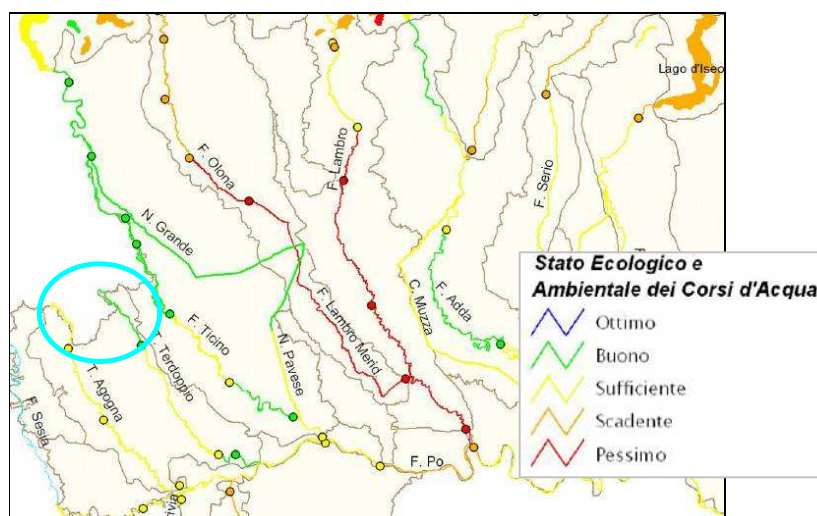 Lago d'Iseo
F. Olona
F. Lambro
F. Serio
N. Grande
F. Adda
C. Muzza
F. Lambro Merid
F. Ticino
N. Pavese
T. Terdoppio
T. Agogna
F. Sesia
F. Po
Stato Ecologico e
Ambientale dei Corsi d'Acqua
Ottimo
Buono
Sufficiente
Scadente
Pessimo